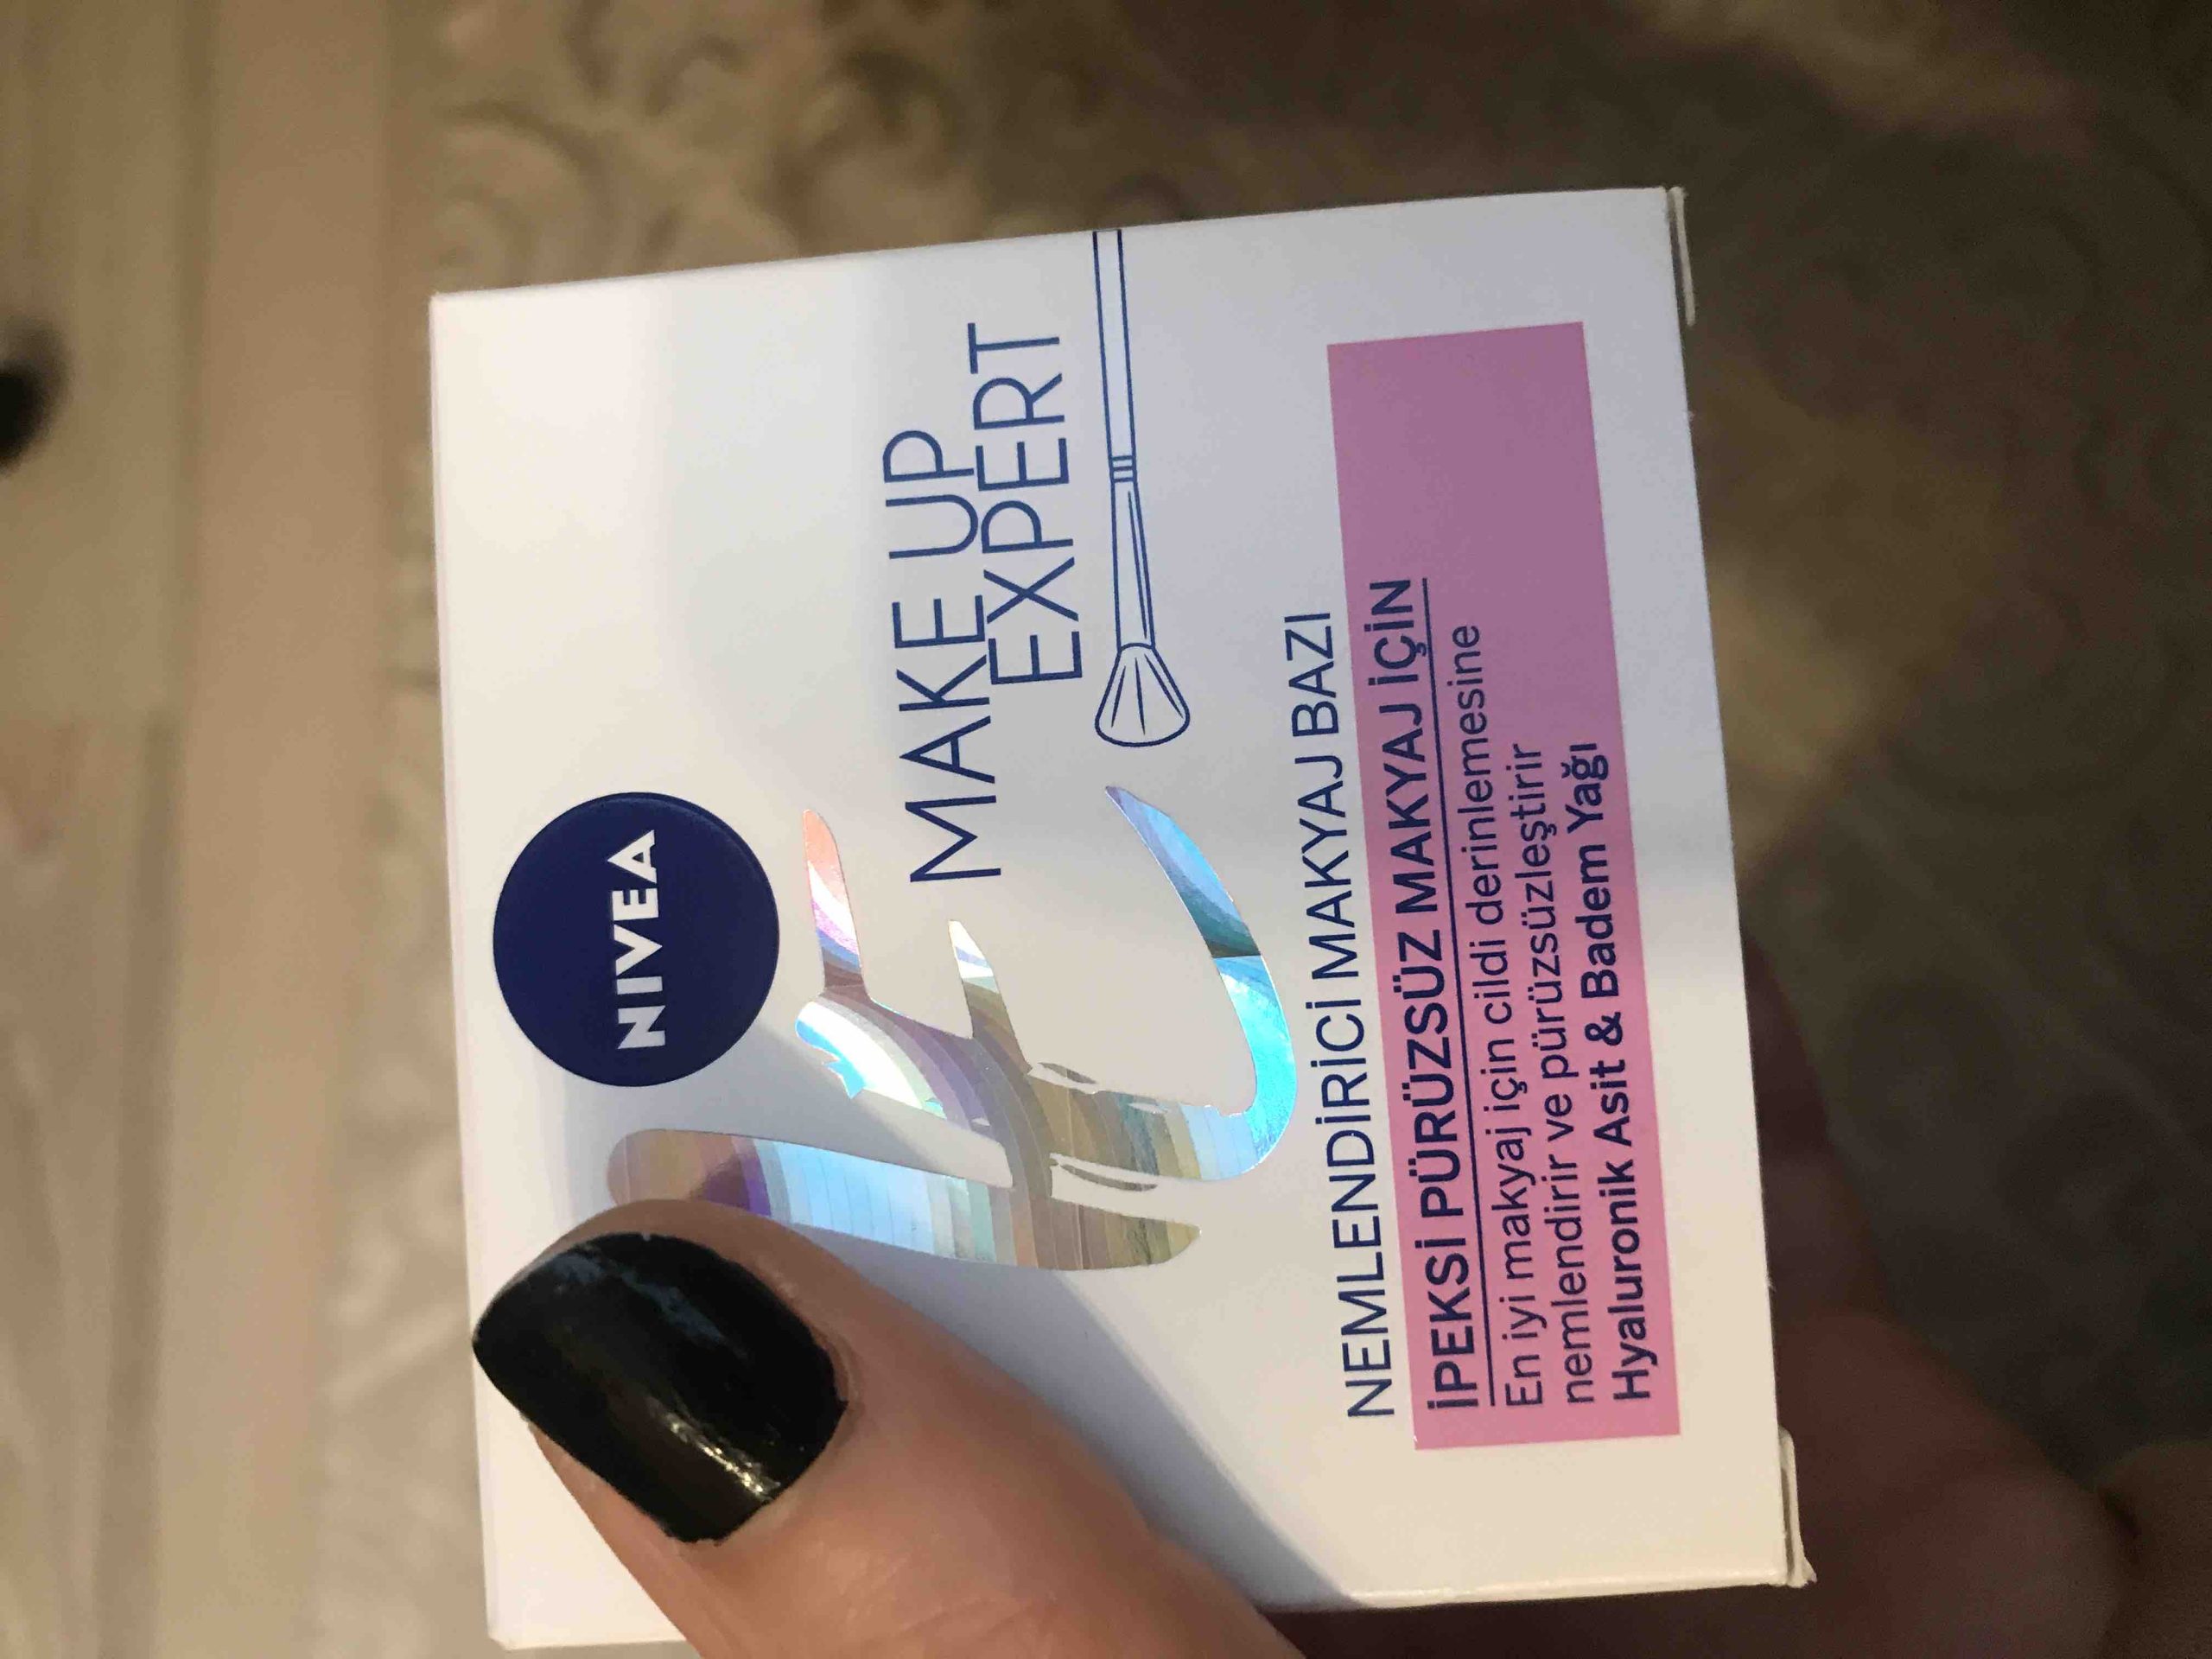 NIVEA
MAKE UP
EXPERT
NEMLENDİRİCİ MAKYAJ BAZI
İPEKSİ PÜRÜZSÜZ MAKYAJ İÇİN
En iyi makyaj için cildi derinlemesine
nemlendirir ve pürüzsüzleştirir
Hyaluronik Asit & Badem Yağı